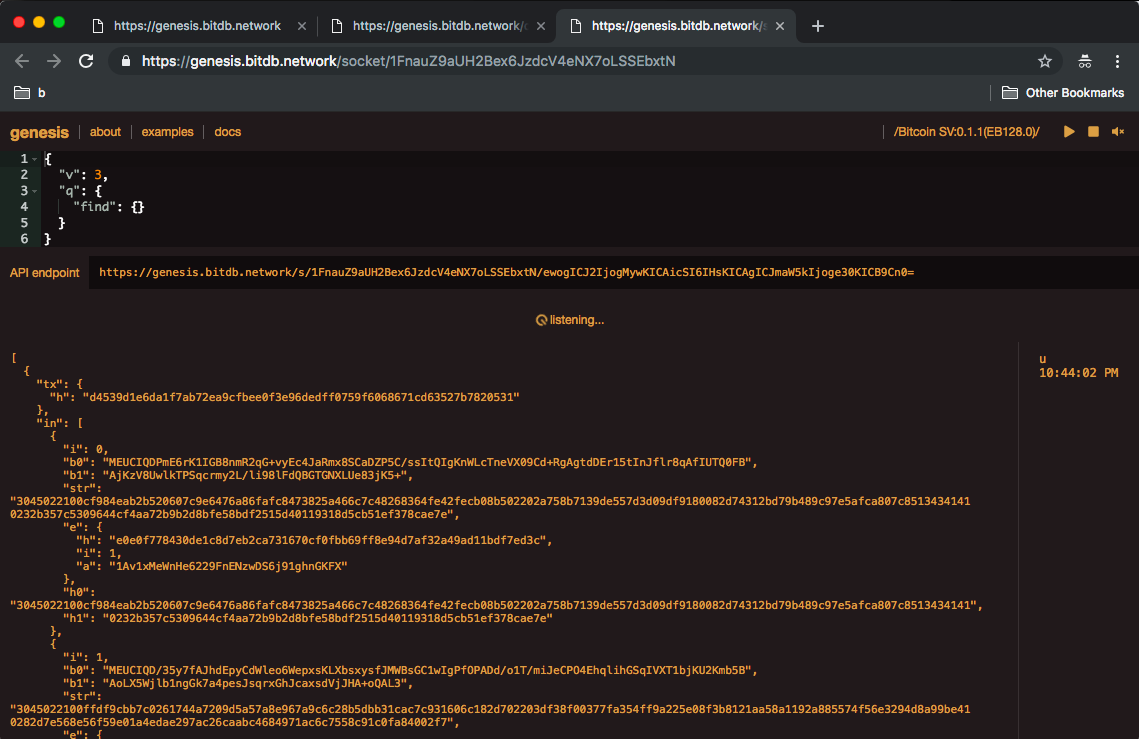 https://genesis.bitdb.network
https://genesis.bitdb.network/
https://genesis.bitdb.network/s
https://genesis.bitdb.network/socket/1FnauZ9aUH2Bex6JzdcV4eNX7oLSSEbxtN
b
Other Bookmarks
genesis about examples docs
/Bitcoin SV:0.1.1(EB128.0)/
1 {
2 "v": 3,
3 "q": {
4 "find": {}
5 }
6 }
API endpoint https://genesis.bitdb.network/s/1FnauZ9aUH2Bex6JzdcV4eNX7oLSSEbxtN/ewogICJ2IjogMywKICAicSI6IHsKICAgICJmaW5kIjoge30KICB9Cn0=
listening...
u
10:44:02 PM
[
{
"tx": {
"h": "d4539d1e6da1f7ab72ea9cfbee0f3e96dedff0759f6068671cd63527b7820531"
},
"in": [
{
"i": 0,
"b0": "MEUCIQDPmE6rK1IGB8nmR2qG+vyEc4JaRmx8SCaDZP5C/ssItQIgKnWLcTneVX09Cd+RgAgtdDEr15tInJflr8qAfIUTQ0FB",
"b1": "AjKzV8UwlkTPSqcrmy2L/li98lFdQBGTGNXLUe83jK5+",
"str":
"3045022100cf984eab2b520607c9e6476a86fafc8473825a466c7c48268364fe42fecb08b502202a758b7139de557d3d09df9180082d74312bd79b489c97e5afca807c8513434141
0232b357c5309644cf4aa72b9b2d8bfe58bdf2515d40119318d5cb51ef378cae7e",
"e": {
"h": "e0e0f778430de1c8d7eb2ca731670cf0fbb69ff8e94d7af32a49ad11bdf7ed3c",
"i": 1,
"a": "1Av1xMeWnHe6229FnENzwDS6j91ghnGKFX"
},
"h0":
"3045022100cf984eab2b520607c9e6476a86fafc8473825a466c7c48268364fe42fecb08b502202a758b7139de557d3d09df9180082d74312bd79b489c97e5afca807c8513434141",
"h1": "0232b357c5309644cf4aa72b9b2d8bfe58bdf2515d40119318d5cb51ef378cae7e"
},
{
"i": 1,
"b0": "MEUCIQD/35y7fAJhdEpyCdWleo6WepxsKLXbsxysfJMWBsGC1wIgPfOPADd/o1T/miJeCPO4EhqlihGSqIVXT1bjKU2Kmb5B",
"b1": "AoLX5Wjlb1ngGk7a4pesJsqrxGhJcaxsdVjJHA+oQAL3",
"str":
"3045022100ffdf9cbb7c0261744a7209d5a57a8e967a9c6c28b5dbb31cac7c931606c182d702203df38f00377fa354ff9a225e08f3b8121aa58a1192a885574f56e3294d8a99be41
0282d7e568e56f59e01a4edae297ac26caabc4684971ac6c7558c91c0fa84002f7",
"e": {